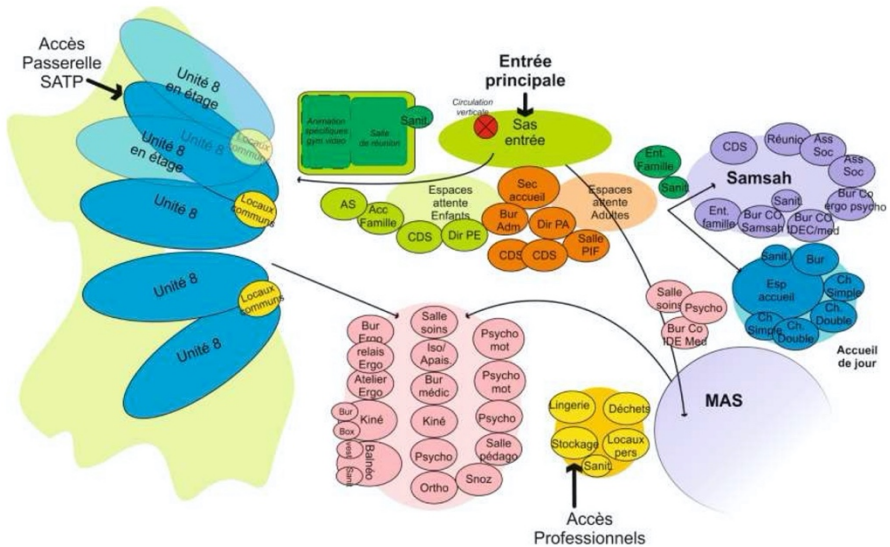 Accès
Passerelle
SATP
Unité 8
en étage
Unité 8
en étage
Unité 8
Locaux
communs
Unité 8
Locaux
communs
Unité 8
Locaux
communs
Unité 8
Animation
spécifiques
gym video
Salle
de réunion
Sanit.
Entrée
principale
Circulation
verticale
Sas
entrée
Espaces
attente
Enfants
AS
Acc
Famille
CDS
Dir PE
Sec
accueil
Bur
Adm
Dir PA
CDS
CDS
Salle
PIF
Espaces
attente
Adultes
Ent.
Famille
Sanit.
CDS
Réunio
Ass
Soc
Ass
Soc
Samsah
Bur Co
ergo psycho
Ent.
famille
Bur CO
Samsah
Sanit.
Bur CO
IDEC/med
Sanit.
Bur
Esp
accueil
Ch
Simple
Ch.
Double
Ch.
Double
Ch
Simple
Accueil
de jour
Salle
soins
Psycho
Bur Co
IDE Med
MAS
Bur
Ergo
relais
Ergo
Atelier
Ergo
Bur
Box
Kiné
vest
Sanit
Balnéo
Salle
soins
Iso/
Apais.
Bur
médic
Kiné
Psycho
Ortho
Psycho
mot
Psycho
mot
Psycho
Salle
pédago
Snoz
Lingerie
Déchets
Stockage
Locaux
pers
Sanit.
Accès
Professionnels